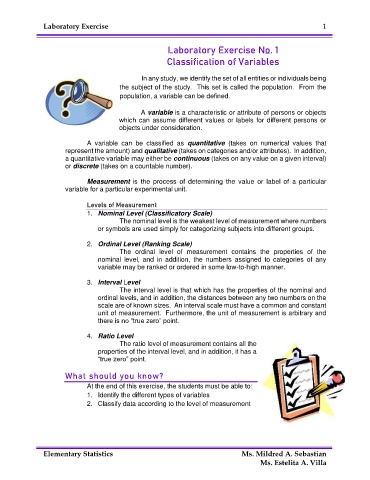 Laboratory Exercise 1
Laboratory Exercise No. 1
Classification of Variables
In any study, we identify the set of all entities or individuals being
the subject of the study. This set is called the population. From the
population, a variable can be defined.
A variable is a characteristic or attribute of persons or objects
which can assume different values or labels for different persons or
objects under consideration.
A variable can be classified as quantitative (takes on numerical values that
represent the amount) and qualitative (takes on categories and/or attributes). In addition,
a quantitative variable may either be continuous (takes on any value on a given interval)
or discrete (takes on a countable number).
Measurement is the process of determining the value or label of a particular
variable for a particular experimental unit.
Levels of Measurement
1. Nominal Level (Classificatory Scale)
The nominal level is the weakest level of measurement where numbers
or symbols are used simply for categorizing subjects into different groups.
2. Ordinal Level (Ranking Scale)
The ordinal level of measurement contains the properties of the
nominal level, and in addition, the numbers assigned to categories of any
variable may be ranked or ordered in some low-to-high manner.
3. Interval Level
The interval level is that which has the properties of the nominal and
ordinal levels, and in addition, the distances between any two numbers on the
scale are of known sizes. An interval scale must have a common and constant
unit of measurement. Furthermore, the unit of measurement is arbitrary and
there is no "true zero" point.
4. Ratio Level
The ratio level of measurement contains all the
properties of the interval level, and in addition, it has a
"true zero" point.
What should you know?
At the end of this exercise, the students must be able to:
1. Identify the different types of variables
2. Classify data according to the level of measurement
Elementary Statistics Ms. Mildred A. Sebastian
Ms. Estelita A. Villa